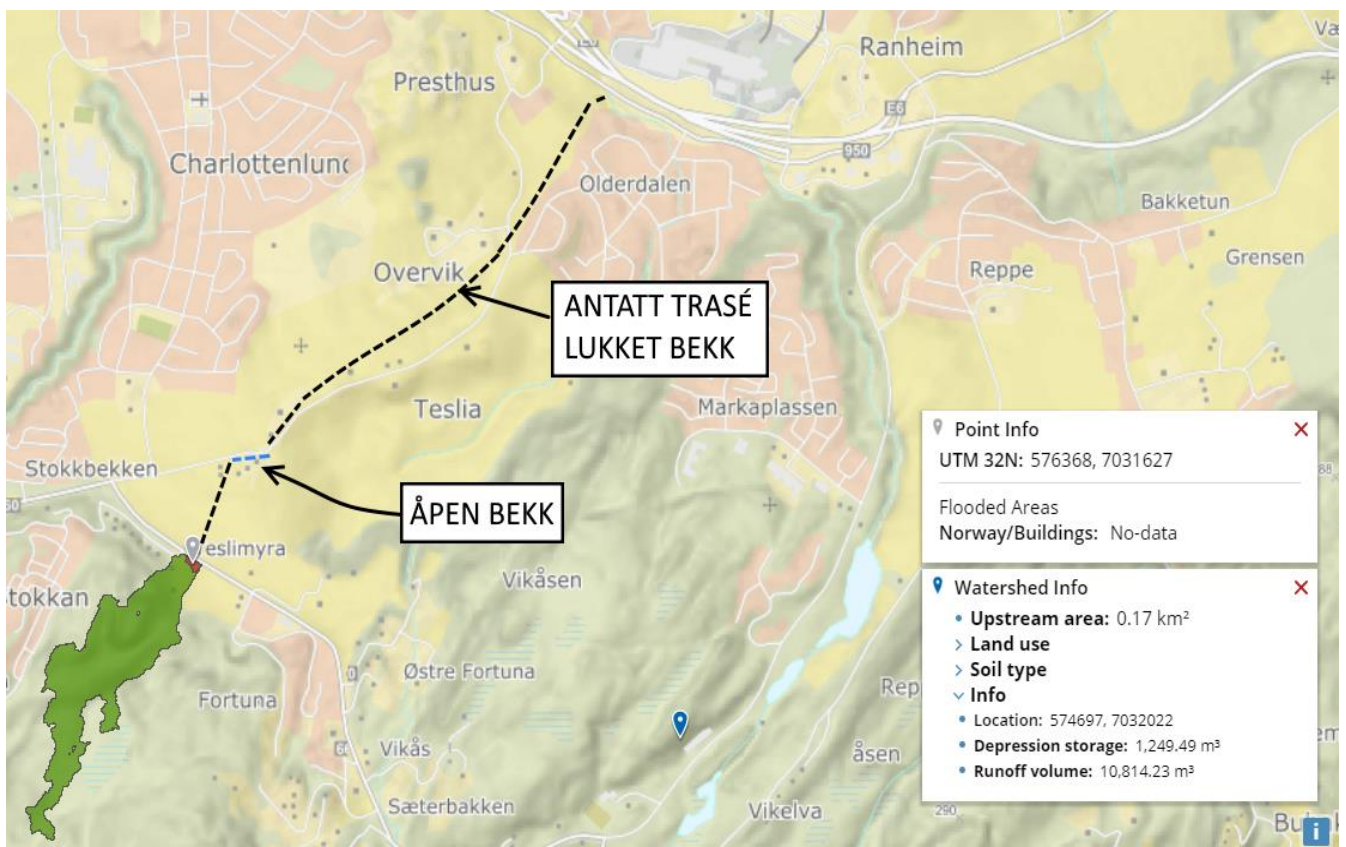 Ranheim
Presthus
E6
950
Charlottenlund
Olderdalen
Bakketun
Grensen
Overvik
Reppe
ANTATT TRASÉ
LUKKET BEKK
Teslia
Markaplassen
Stokkbekken
ÅPEN BEKK
eslimyra
Vikåsen
tokkan
Østre Fortuna
Fortuna
Vikås
åsen
Sæterbakken
Vikelva
290
Point Info
UTM 32N: 576368, 7031627
Flooded Areas
Norway/Buildings: No-data
Watershed Info
Upstream area: 0.17 km²
Land use
Soil type
Info
Location: 574697, 7032022
Depression storage: 1,249.49 m³
Runoff volume: 10,814.23 m³